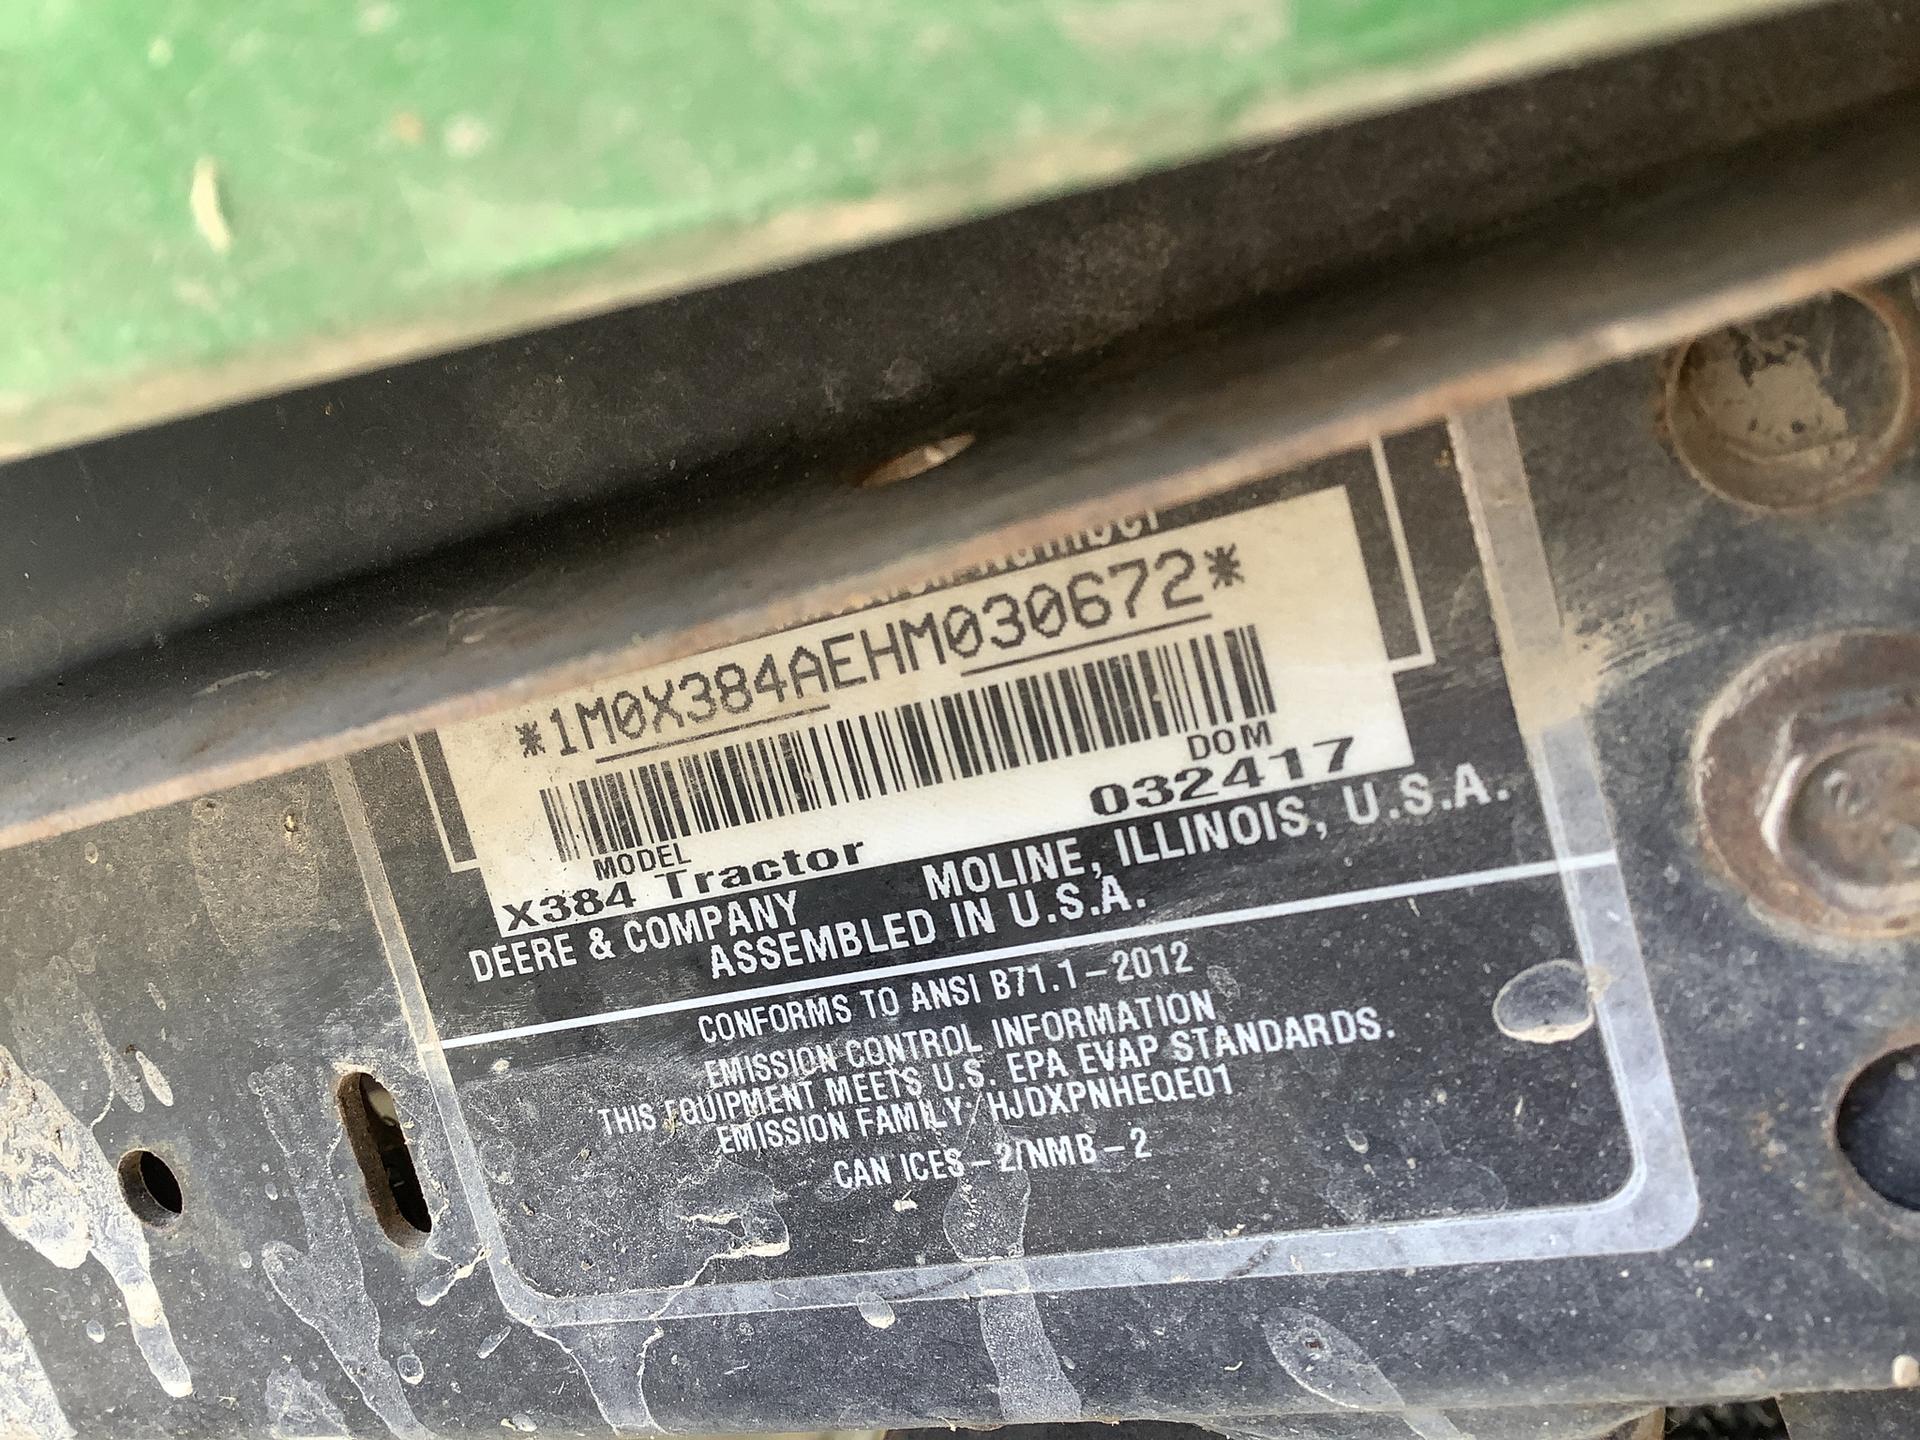 *1M0X384AEHM030672*
DOM
032417
MODEL
X384 Tractor
DEERE & COMPANY MOLINE, ILLINOIS, U.S.A.
ASSEMBLED IN U.S.A.
CONFORMS TO ANSI B71.1-2012
EMISSION CONTROL INFORMATION
THIS EQUIPMENT MEETS U.S. EPA EVAP STANDARDS.
EMISSION FAMILY: HJDXPNHEQE01
CAN ICES-2/NMB-2